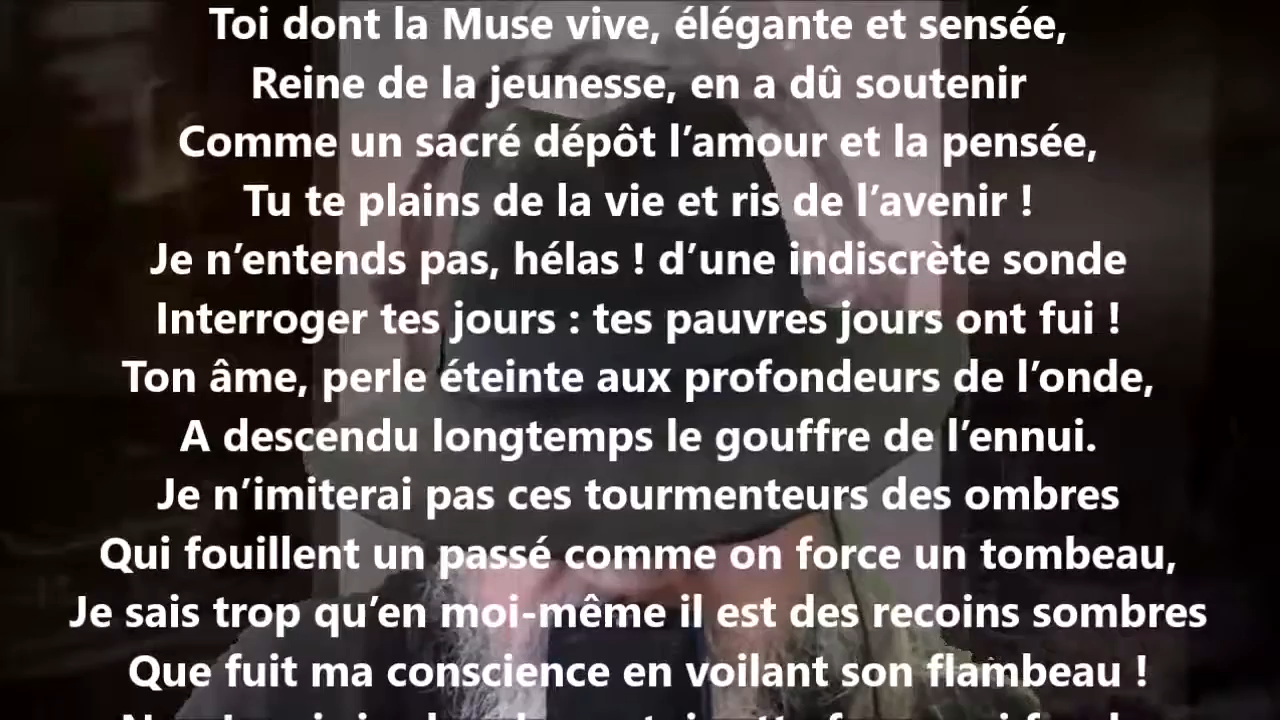 Toi dont la Muse vive, élégante et sensée,
Reine de la jeunesse, en a dû soutenir
Comme un sacré dépôt l’amour et la pensée,
Tu te plains de la vie et ris de l’avenir !
Je n’entends pas, hélas ! d’une indiscrète sonde
Interroger tes jours : tes pauvres jours ont fui !
Ton âme, perle éteinte aux profondeurs de l’onde,
A descendu longtemps le gouffre de l’ennui.
Je n’imiterai pas ces tourmenteurs des ombres
Qui fouillent un passé comme on force un tombeau,
Je sais trop qu’en moi-même il est des recoins sombres
Que fuit ma conscience en voilant son flambeau !